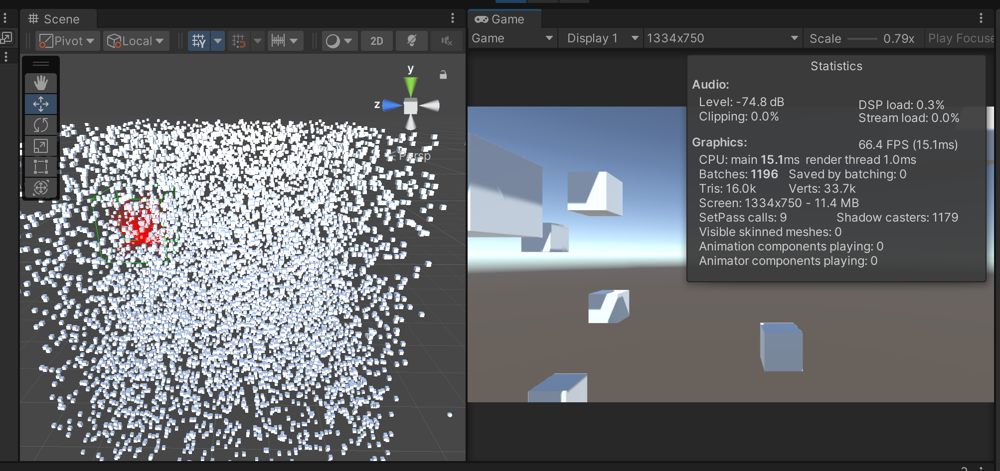 Scene
Game
Pivot
Local
2D
Game
Display 1
1334x750
Scale
0.79x
Play Focuse
y
z
Persp
Statistics
Audio:
Level: -74.8 dB
DSP load: 0.3%
Clipping: 0.0%
Stream load: 0.0%
Graphics:
66.4 FPS (15.1ms)
CPU: main 15.1ms render thread 1.0ms
Batches: 1196 Saved by batching: 0
Tris: 16.0k Verts: 33.7k
Screen: 1334x750 - 11.4 MB
SetPass calls: 9 Shadow casters: 1179
Visible skinned meshes: 0
Animation components playing: 0
Animator components playing: 0